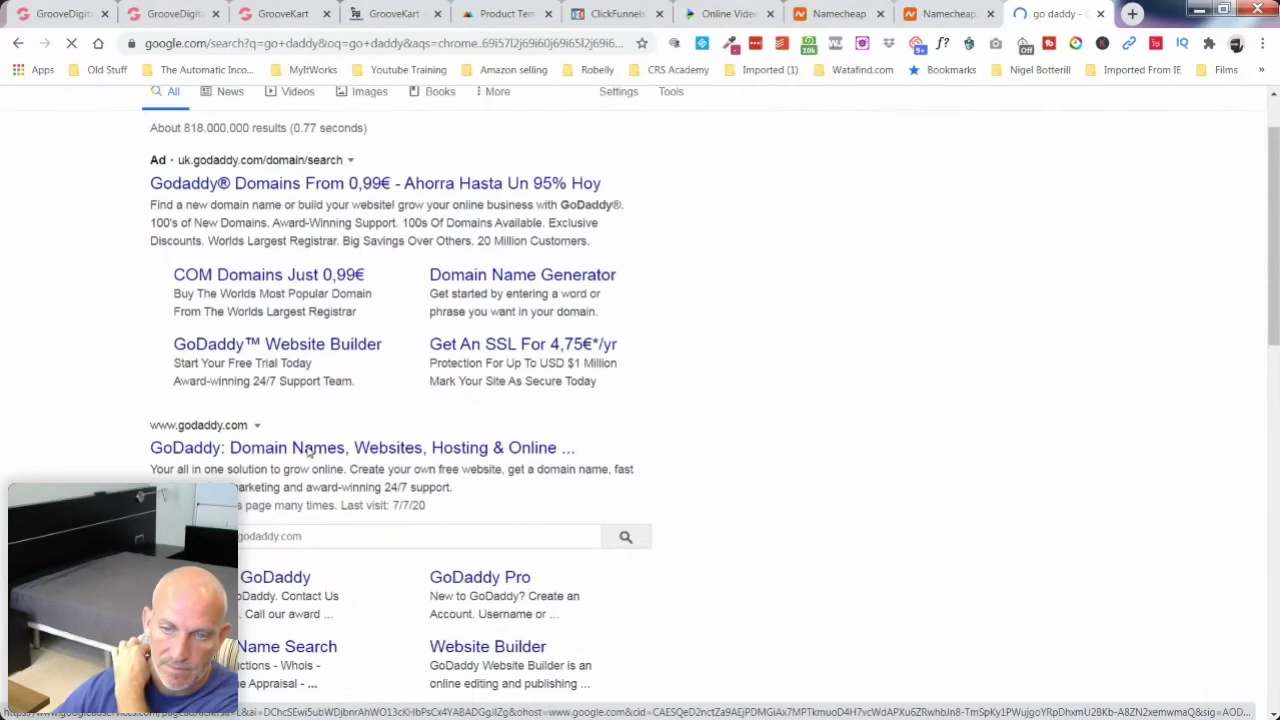 GrooveDigit
GrooveDigit
GrooveKart
GrooveKart
Product Tem
ClickFunnels
Online Video
Namecheap
Namecheap
go daddy -
google.com/search?q=go+daddy&oq=go+daddy&aqs=chrome..69i57l2j69i60j69i65l2j69i6...
Apps
Old Stuff
The Automatic Inco...
MyItWorks
Youtube Training
Amazon selling
Robelly
CRS Academy
Imported (1)
Watafind.com
Bookmarks
Nigel Botterill
Imported From IE
Films
»
All
News
Videos
Images
Books
More
Settings
Tools
About 818,000,000 results (0.77 seconds)
Ad · uk.godaddy.com/domain/search
Godaddy® Domains From 0,99€ - Ahorra Hasta Un 95% Hoy
Find a new domain name or build your website! grow your online business with GoDaddy®.
100's of New Domains. Award-Winning Support. 100s Of Domains Available. Exclusive
Discounts. Worlds Largest Registrar. Big Savings Over Others. 20 Million Customers.
COM Domains Just 0,99€
Buy The Worlds Most Popular Domain
From The Worlds Largest Registrar
Domain Name Generator
Get started by entering a word or
phrase you want in your domain.
GoDaddy™ Website Builder
Start Your Free Trial Today
Award-winning 24/7 Support Team.
Get An SSL For 4,75€*/yr
Protection For Up To USD $1 Million
Mark Your Site As Secure Today
www.godaddy.com
GoDaddy: Domain Names, Websites, Hosting & Online ...
Your all in one solution to grow online. Create your own free website, get a domain name, fast
arketing and award-winning 24/7 support.
s page many times. Last visit: 7/7/20
godaddy.com
GoDaddy
oDaddy. Contact Us
. Call our award ...
GoDaddy Pro
New to GoDaddy? Create an
Account. Username or ...
Name Search
ctions - Whois -
e Appraisal - ...
Website Builder
GoDaddy Website Builder is an
online editing and publishing ...